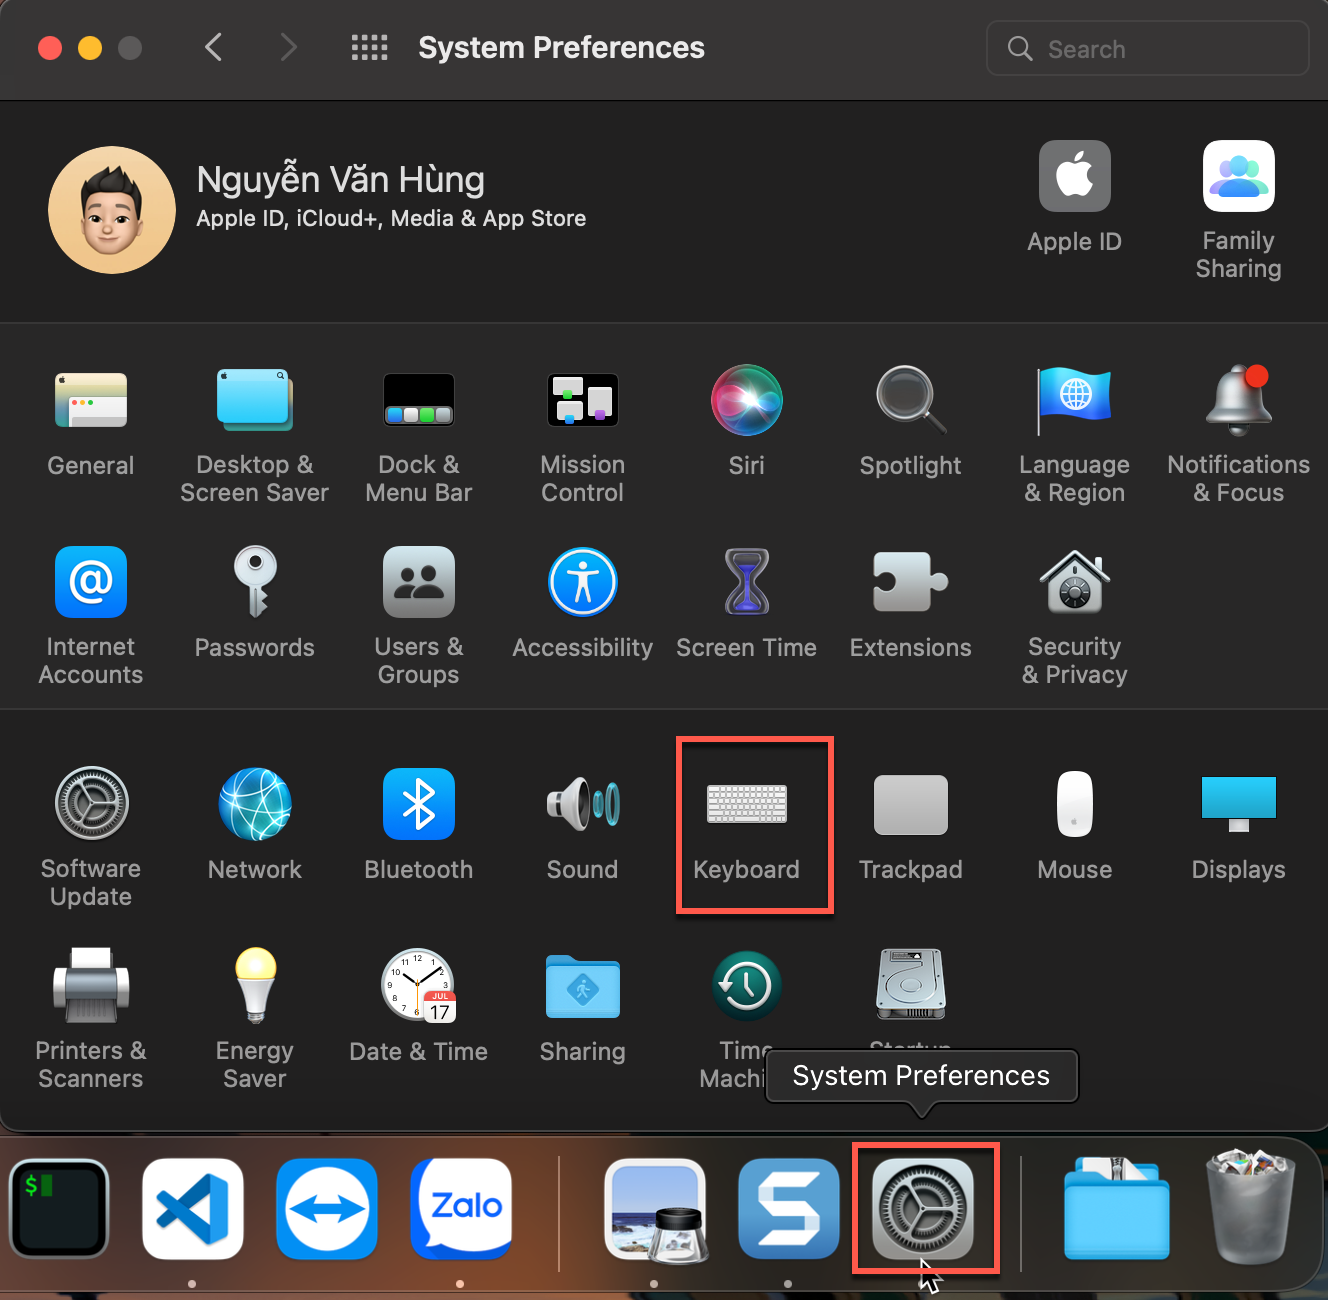 System Preferences
Search
Nguyễn Văn Hùng
Apple ID, iCloud+, Media & App Store
Apple ID
Family
Sharing
General
Desktop &
Screen Saver
Dock &
Menu Bar
Mission
Control
Siri
Spotlight
Language
& Region
Notifications
& Focus
Internet
Accounts
Passwords
Users &
Groups
Accessibility
Screen Time
Extensions
Security
& Privacy
Software
Update
Network
Bluetooth
Sound
Keyboard
Trackpad
Mouse
Displays
JUL
17
Printers &
Scanners
Energy
Saver
Date & Time
Sharing
Time
Machi
System Preferences
$
Zalo